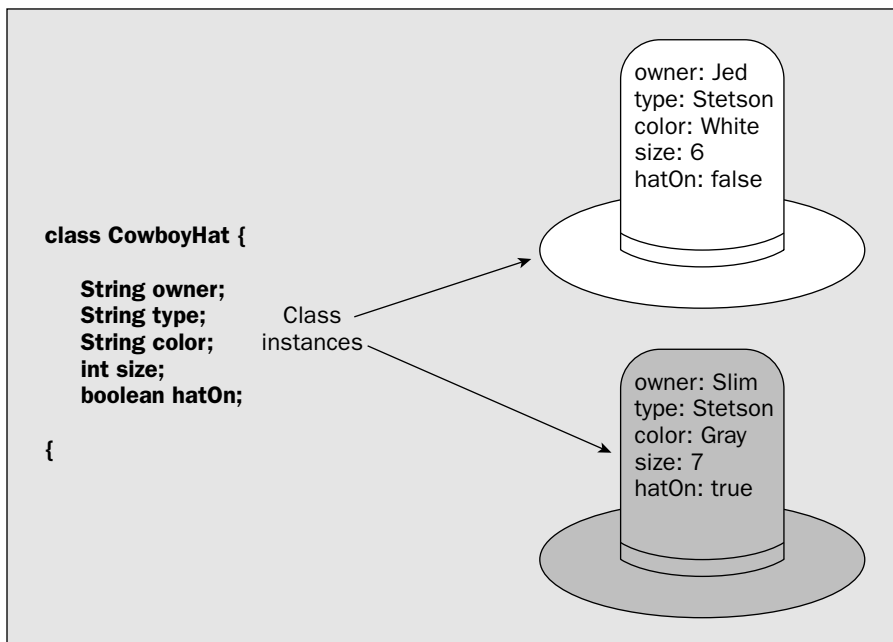 class CowboyHat {
String owner;
String type;
String color;
int size;
boolean hatOn;
{
Class
instances
owner: Jed
type: Stetson
color: White
size: 6
hatOn: false
owner: Slim
type: Stetson
color: Gray
size: 7
hatOn: true